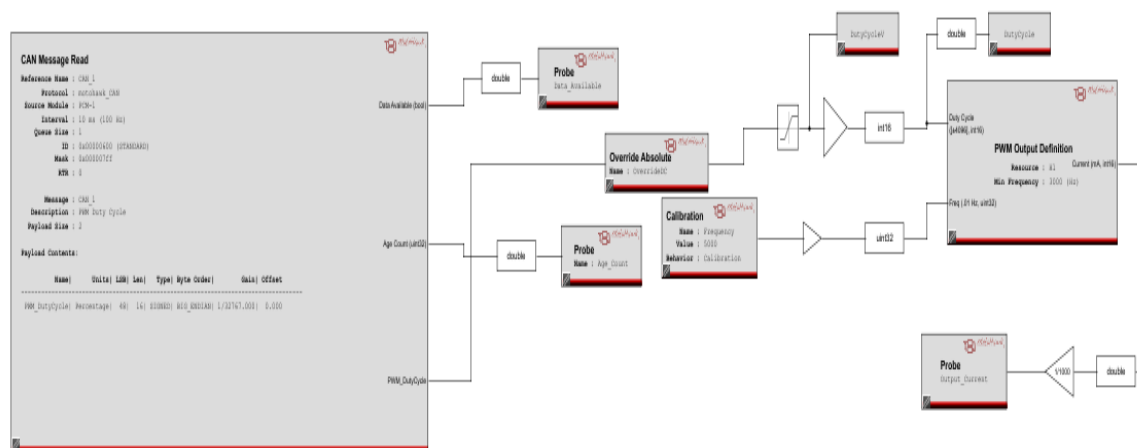 CAN Message Read
Reference Name : CAN_1
Protocol : motohawk_CAN
Source Module : PCM-1
Interval : 10 ms (100 Hz)
Queue Size : 1
ID : 0x00000600 (STANDARD)
Mask : 0x000007ff
RTR : 0
Message : CAN_1
Description : PWM Duty Cycle
Payload Size : 2
Payload Contents:
Name| Units| LSB| Len| Type| Byte Order| Gain| Offset
PWM_DutyCycle| Percentage| 48| 16| SIGNED| BIG_ENDIAN| 1/32767.000| 0.000
Data Available (bool)
Age Count (uint32)
PWM_DutyCycle
double
Probe
Data_Available
Override Absolute
Name : OverrideDC
double
Probe
Name : Age_Count
Calibration
Name : Frequency
Value : 5000
Behavior : Calibration
DutyCycleV
double
DutyCycle
int16
uint32
Duty Cycle
([±4096], int16)
PWM Output Definition
Resource :
Min Frequency : 3000 (Hz)
Current (mA, int16)
Freq (.01 Hz, uint32)
Probe
Output_Current
1/1000
double